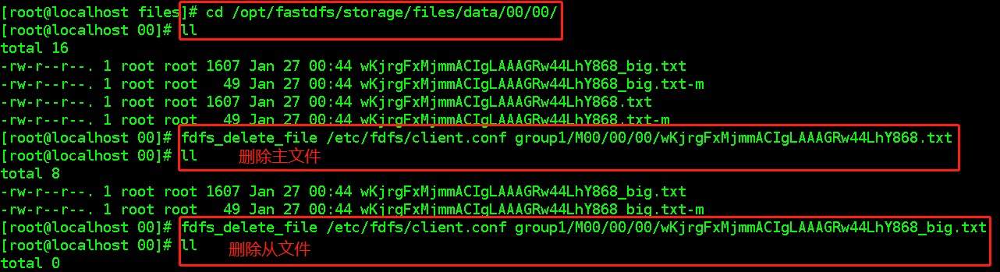 [root@localhost files]# cd /opt/fastdfs/storage/files/data/00/00/
[root@localhost 00]# ll
total 16
-rw-r--r--. 1 root root 1607 Jan 27 00:44 wKjrgFxMjmmACIgLAAAGRw44LhY868_big.txt
-rw-r--r--. 1 root root   49 Jan 27 00:44 wKjrgFxMjmmACIgLAAAGRw44LhY868_big.txt-m
-rw-r--r--. 1 root root 1607 Jan 27 00:44 wKjrgFxMjmmACIgLAAAGRw44LhY868.txt
-rw-r--r--. 1 root root   49 Jan 27 00:44 wKjrgFxMjmmACIgLAAAGRw44LhY868.txt-m
[root@localhost 00]# fdfs_delete_file /etc/fdfs/client.conf group1/M00/00/00/wKjrgFxMjmmACIgLAAAGRw44LhY868.txt
[root@localhost 00]# ll 删除主文件
total 8
-rw-r--r--. 1 root root 1607 Jan 27 00:44 wKjrgFxMjmmACIgLAAAGRw44LhY868_big.txt
-rw-r--r--. 1 root root   49 Jan 27 00:44 wKjrgFxMjmmACIgLAAAGRw44LhY868_big.txt-m
[root@localhost 00]# fdfs_delete_file /etc/fdfs/client.conf group1/M00/00/00/wKjrgFxMjmmACIgLAAAGRw44LhY868_big.txt
[root@localhost 00]# ll 删除从文件
total 0